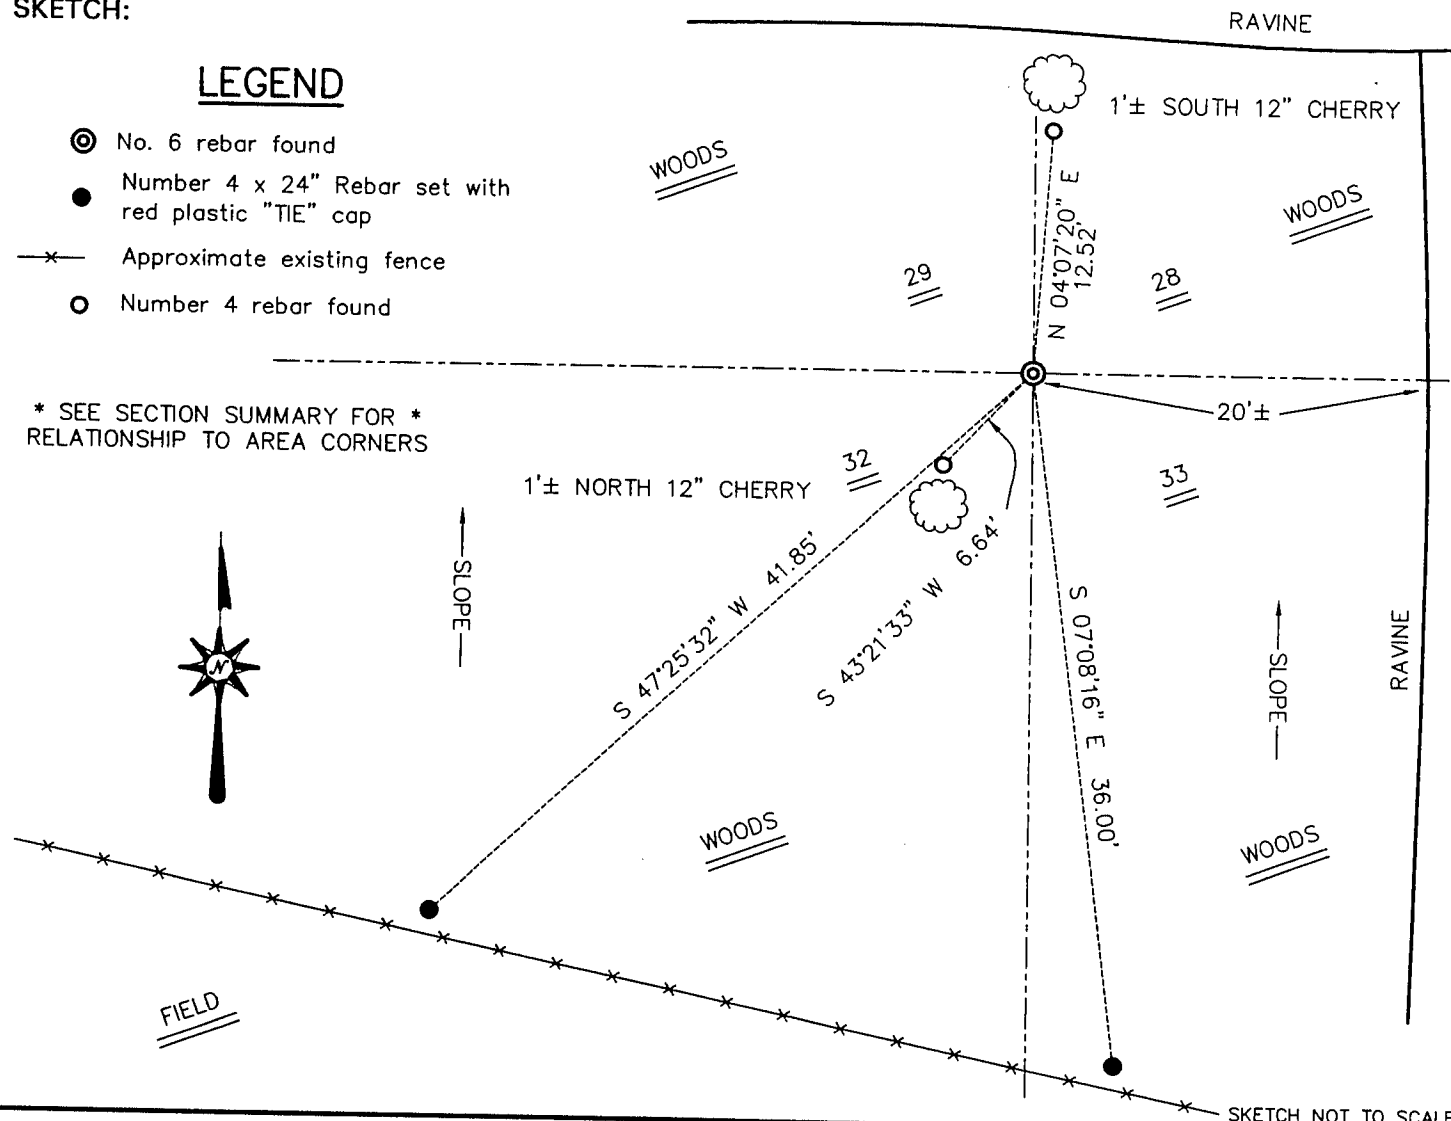 SKETCH:
RAVINE
LEGEND
No. 6 rebar found
Number 4 x 24" Rebar set with
red plastic "TIE" cap
Approximate existing fence
Number 4 rebar found
1'± SOUTH 12" CHERRY
WOODS
WOODS
N 04°07'20" E
12.52'
29
28
* SEE SECTION SUMMARY FOR *
RELATIONSHIP TO AREA CORNERS
20'±
32
33
1'± NORTH 12" CHERRY
SLOPE
S 47°25'32" W 41.85'
S 43°21'33" W 6.64'
S 07°08'16" E 36.00'
SLOPE
RAVINE
N
WOODS
WOODS
FIELD
SKETCH NOT TO SCALE